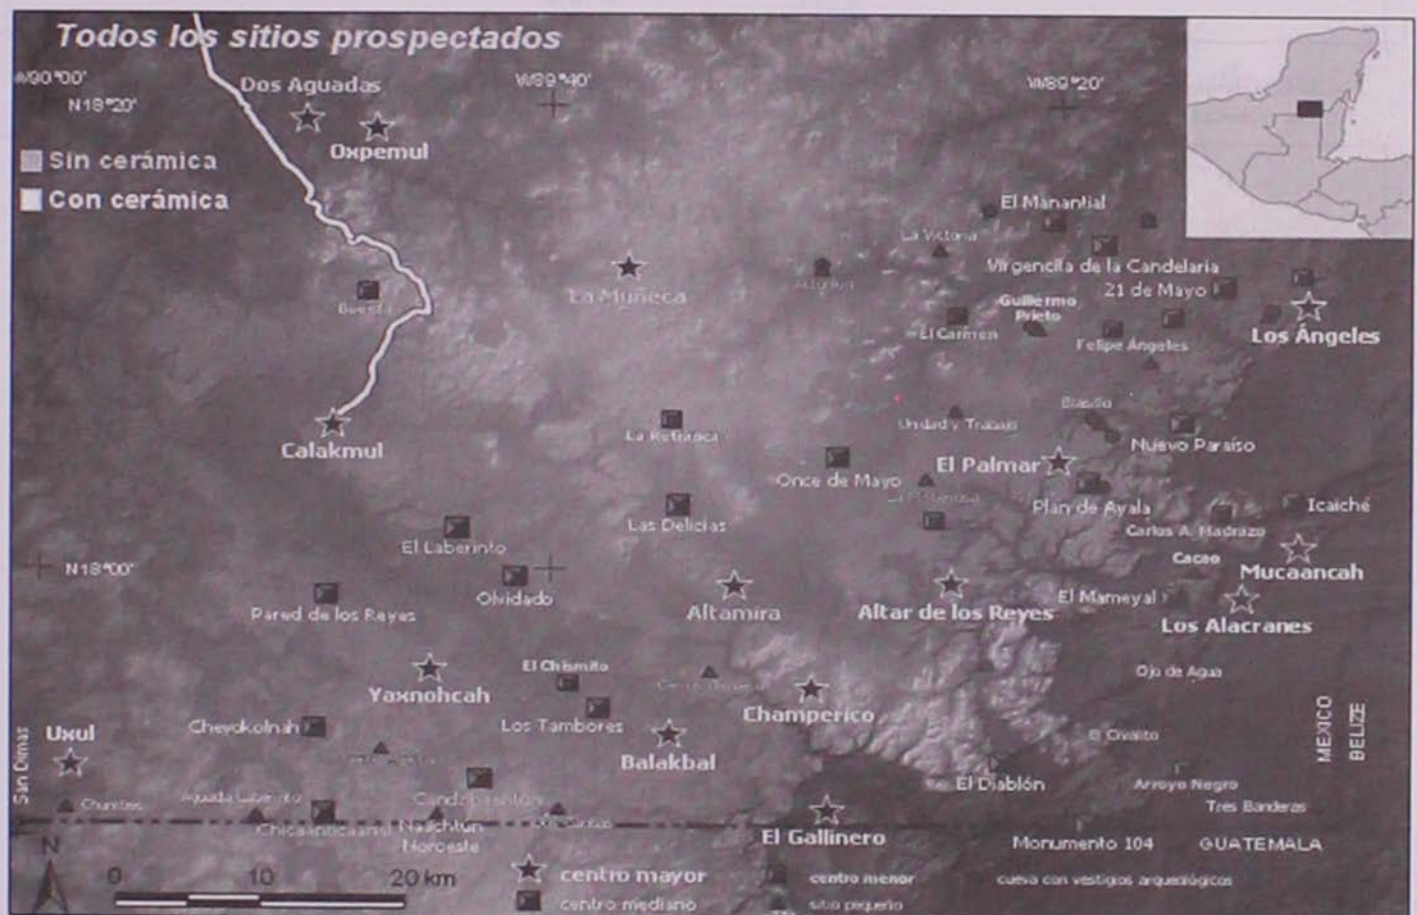 Todos los sitios prospectados
W90°00'
W89°40'
W89°20'
N18°20'
Dos Aguadas
Oxpemul
Sin cerámica
Con cerámica
El Manantial
La Victoria
Virgencita de la Candelaria
La Muñeca
21 de Mayo
Guillermo
Prieto
El Carmen
Felipe Ángeles
Los Ángeles
Calakmul
La Retranca
Unidad y Trabajo
Nuevo Paraíso
El Palmar
Once de Mayo
Las Delicias
Plan de Ayala
Icaiché
Carlos A. Madrazo
El Laberinto
Cacao
N18°00'
Mucaancah
Olvidado
El Mameyal
Pared de los Reyes
Altamira
Altar de los Reyes
Los Alacranes
El Chismito
Ojo de Agua
Yaxnohcah
Champerico
Cheyokolnah
Los Tambores
Uxul
El Civalito
MEXICO
BELIZE
San Dimas
Balakbal
El Diablón
Arroyo Negro
Tres Banderas
Naachtun
Noroeste
El Gallinero
Monumento 104
GUATEMALA
N
0
10
20 km
centro mayor
centro menor
cueva con vestigios arqueológicos
centro mediano
sitio pequeño